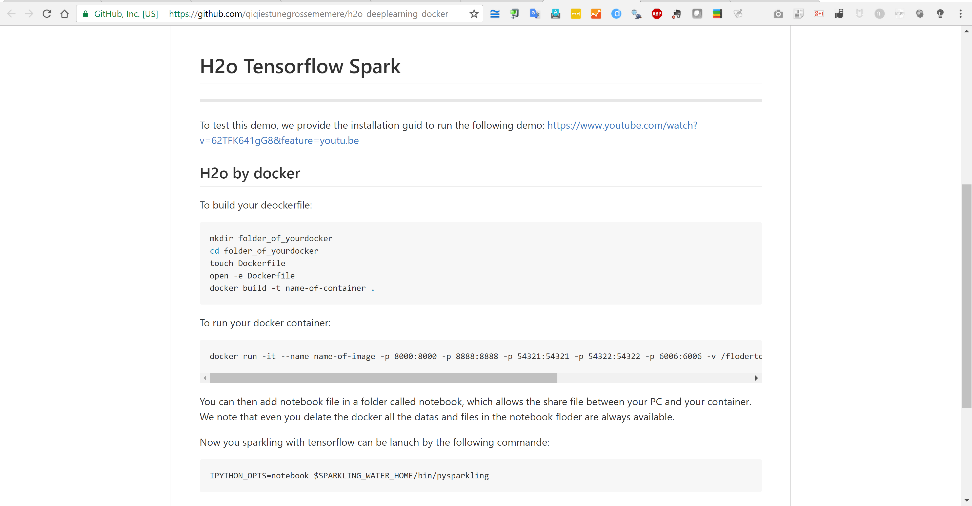 GitHub, Inc. [US]
https://github.com/qiqiestunegrossememere/h2o_deeplearning_docker
H2o Tensorflow Spark
To test this demo, we provide the installation guid to run the following demo: https://www.youtube.com/watch?
v=62TFK641gG8&feature=youtu.be
H2o by docker
To build your deockerfile:
mkdir folder_of_yourdocker
cd folder_of_yourdocker
touch Dockerfile
open -e Dockerfile
docker build -t name-of-container .
To run your docker container:
docker run -it --name name-of-image -p 8000:8000 -p 8888:8888 -p 54321:54321 -p 54322:54322 -p 6006:6006 -v /floderto
You can then add notebook file in a folder called notebook, which allows the share file between your PC and your container.
We note that even you delate the docker all the datas and files in the notebook floder are always available.
Now you sparkling with tensorflow can be lanuch by the following commande:
IPYTHON_OPTS=notebook $SPARKLING_WATER_HOME/bin/pysparkling